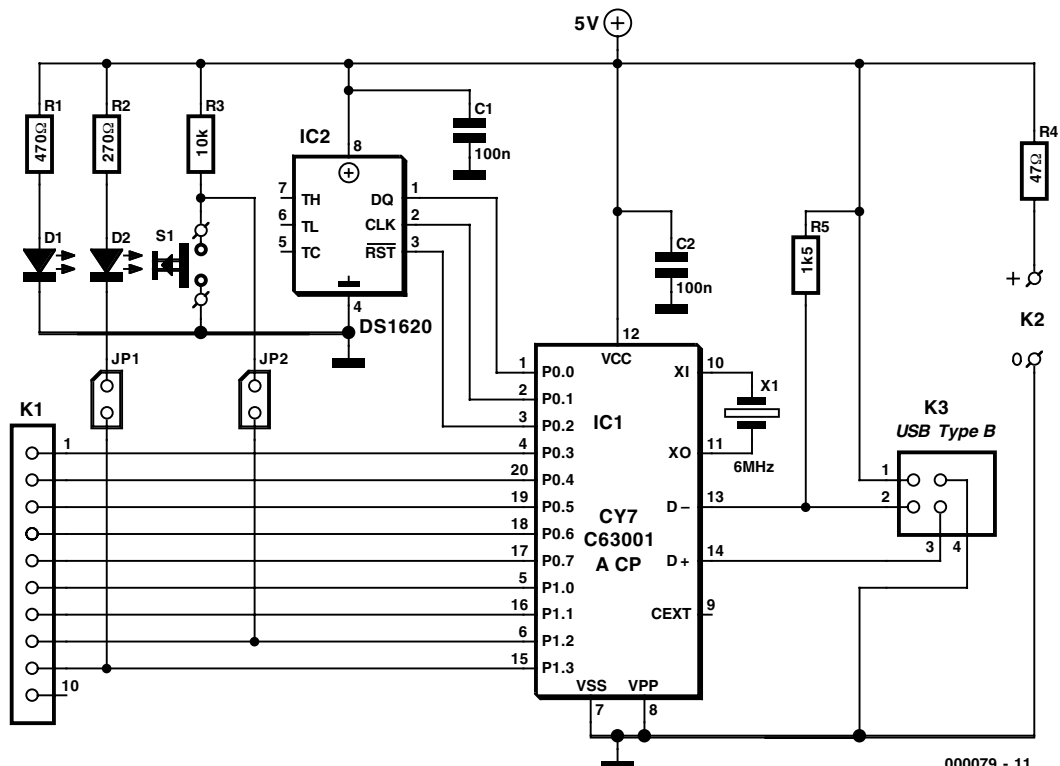 5V
R1
470Ω
R2
270Ω
R3
10k
C1
100n
R4
47Ω
IC2
8
7 TH DQ 1
6 TL CLK 2
5 TC RST 3
4
DS1620
D1
D2
S1
C2
100n
R5
1k5
+
K2
0
JP1
JP2
K1
12
VCC
1 P0.0 XI 10
2 P0.1
X1
3 P0.2
IC1
1 4 P0.3 XO 11
6MHz
20 P0.4
19 P0.5 D- 13
18 P0.6
CY7
C63001
A CP
17 P0.7 D+ 14
5 P1.0
16 P1.1 CEXT 9
6 P1.2
15 P1.3
10
VSS VPP
7 8
K3
USB Type B
1
2
3 4
000079 - 11